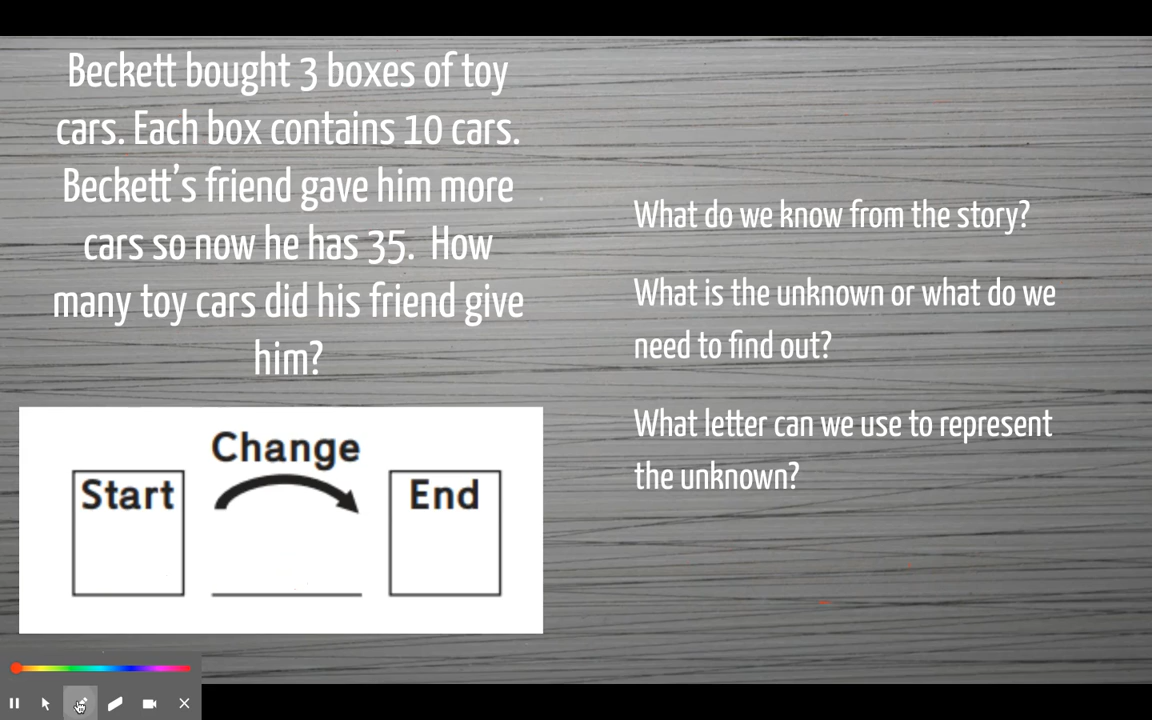 Beckett bought 3 boxes of toy
cars. Each box contains 10 cars.
Beckett's friend gave him more
cars so now he has 35.  How
many toy cars did his friend give
him?
What do we know from the story?
What is the unknown or what do we
need to find out?
What letter can we use to represent
the unknown?
Change
Start
End